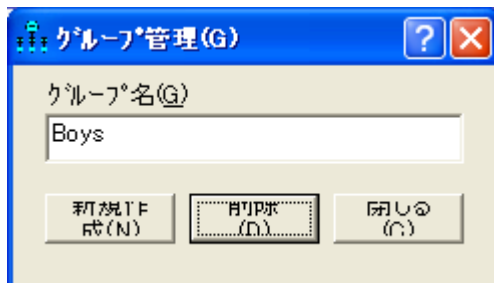 ｸﾞﾙｰﾌﾟ管理(G)
ｸﾞﾙｰﾌﾟ名(G)
Boys
新規作
成(N)
削除
(D)
閉じる
(C)